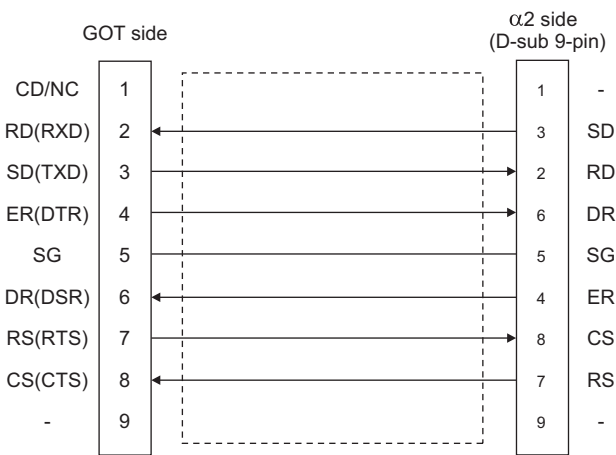 GOT side
α2 side
(D-sub 9-pin)
CD/NC 1 1 -
RD(RXD) 2 3 SD
SD(TXD) 3 2 RD
ER(DTR) 4 6 DR
SG 5 5 SG
DR(DSR) 6 4 ER
RS(RTS) 7 8 CS
CS(CTS) 8 7 RS
- 9 9 -